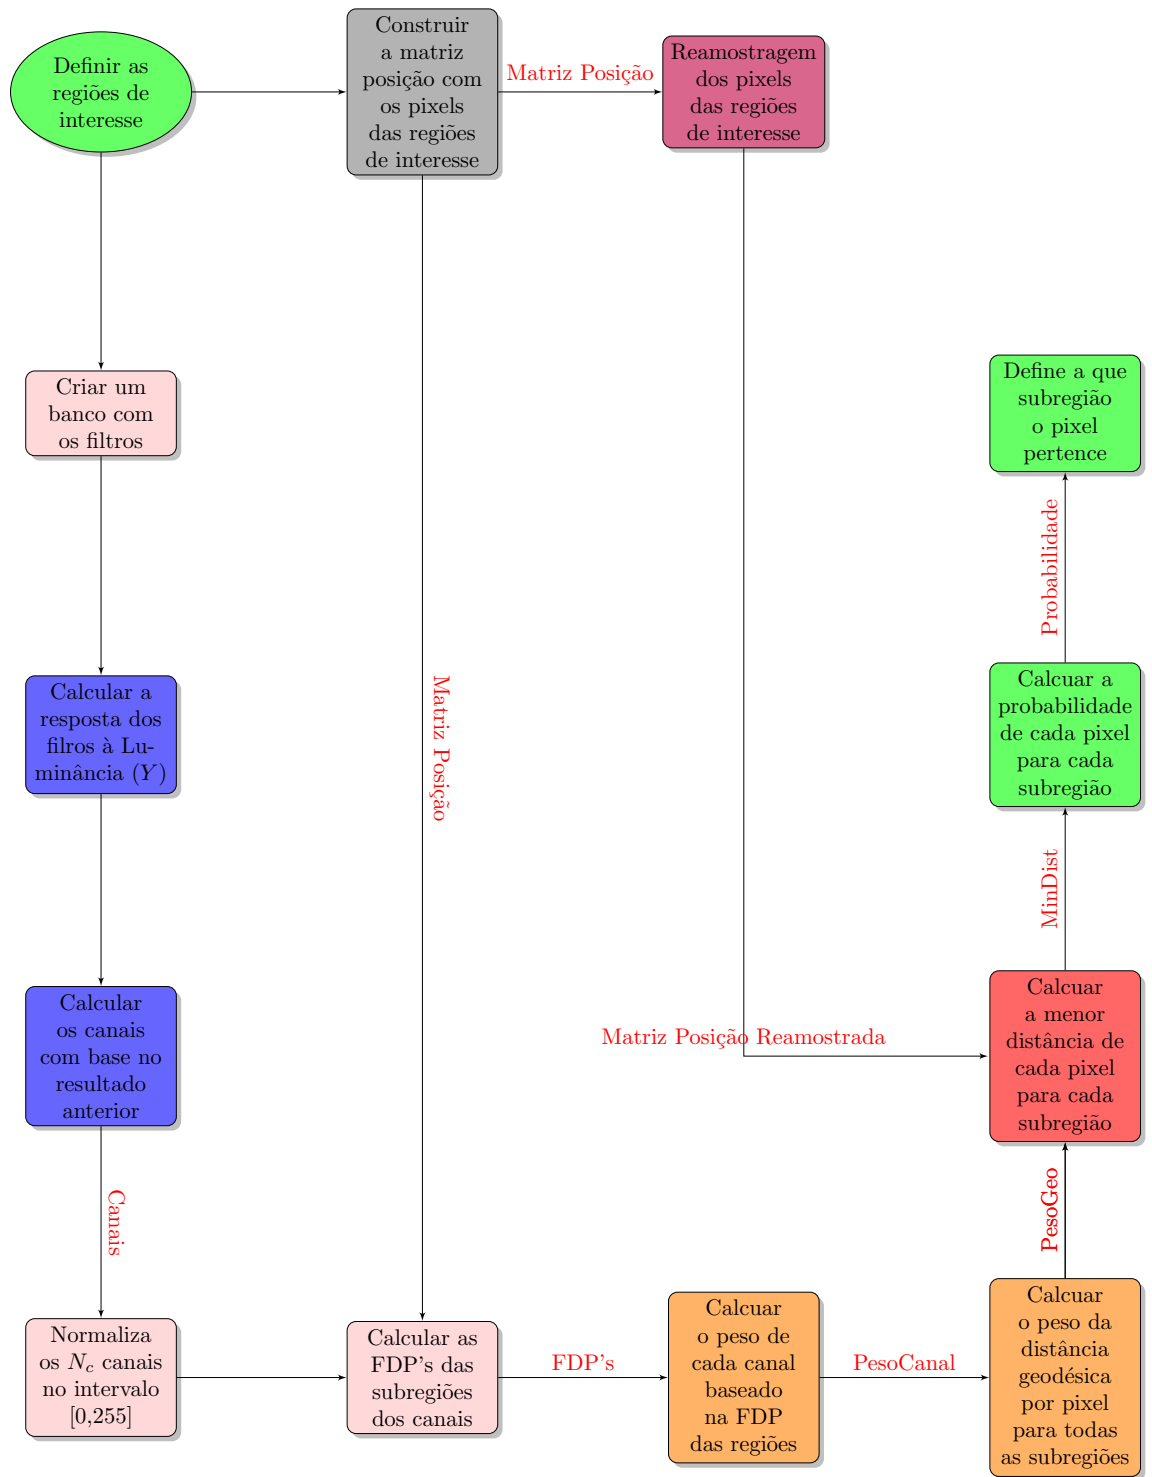 Definir as
regiões de
interesse
Construir
a matriz
posição com
os pixels
das regiões
de interesse
Matriz Posição
Reamostragem
dos pixels
das regiões
de interesse
Criar um
banco com
os filtros
Define a que
subregião
o pixel
pertence
Probabilidade
Calcular a
resposta dos
filros à Lu-
minância (Y)
Matriz Posição
Calcuar a
probabilidade
de cada pixel
para cada
subregião
MinDist
Calcular
os canais
com base no
resultado
anterior
Matriz Posição Reamostrada
Calcuar
a menor
distância de
cada pixel
para cada
subregião
Canais
PesoGeo
Normaliza
os N_c canais
no intervalo
[0,255]
Calcular as
FDP's das
subregiões
dos canais
FDP's
Calcuar
o peso de
cada canal
baseado
na FDP
das regiões
PesoCanal
Calcuar
o peso da
distância
geodésica
por pixel
para todas
as subregiões